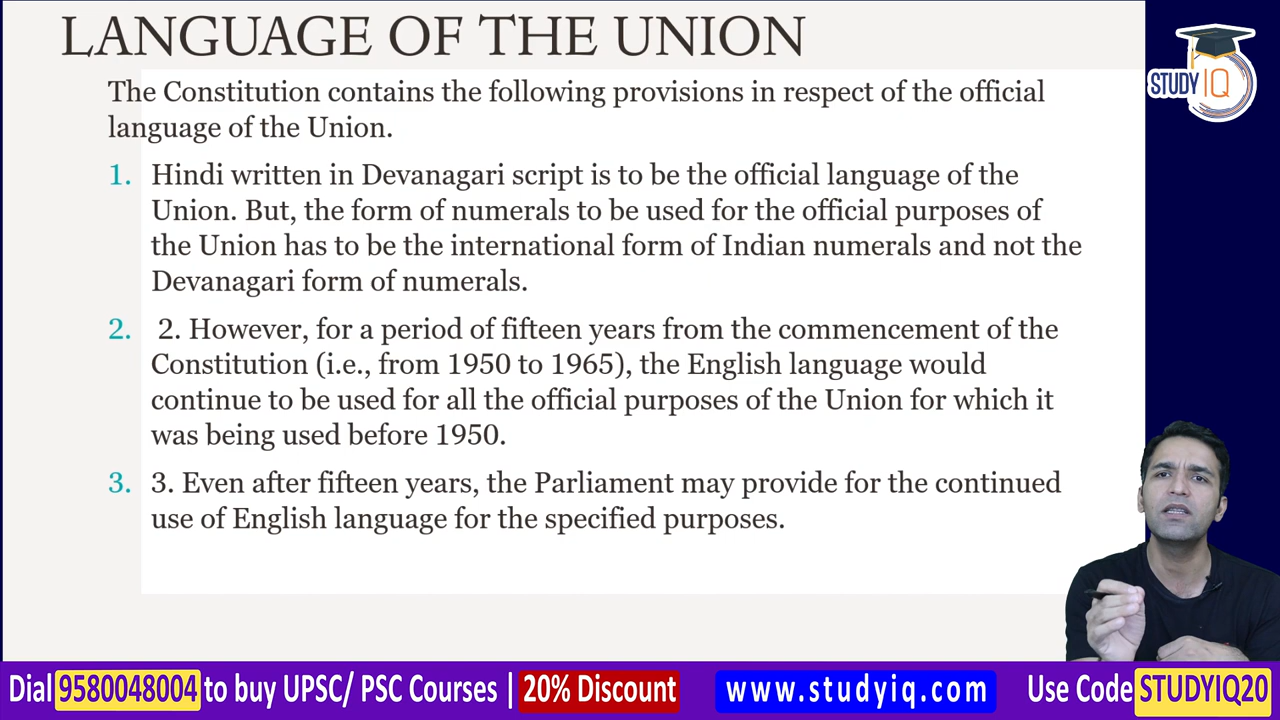 LANGUAGE OF THE UNION
STUDY IQ
The Constitution contains the following provisions in respect of the official
language of the Union.
1. Hindi written in Devanagari script is to be the official language of the
Union. But, the form of numerals to be used for the official purposes of
the Union has to be the international form of Indian numerals and not the
Devanagari form of numerals.
2. 2. However, for a period of fifteen years from the commencement of the
Constitution (i.e., from 1950 to 1965), the English language would
continue to be used for all the official purposes of the Union for which it
was being used before 1950.
3. 3. Even after fifteen years, the Parliament may provide for the continued
use of English language for the specified purposes.
Dial 9580048004 to buy UPSC/ PSC Courses | 20% Discount www.studyiq.com Use Code STUDYIQ20